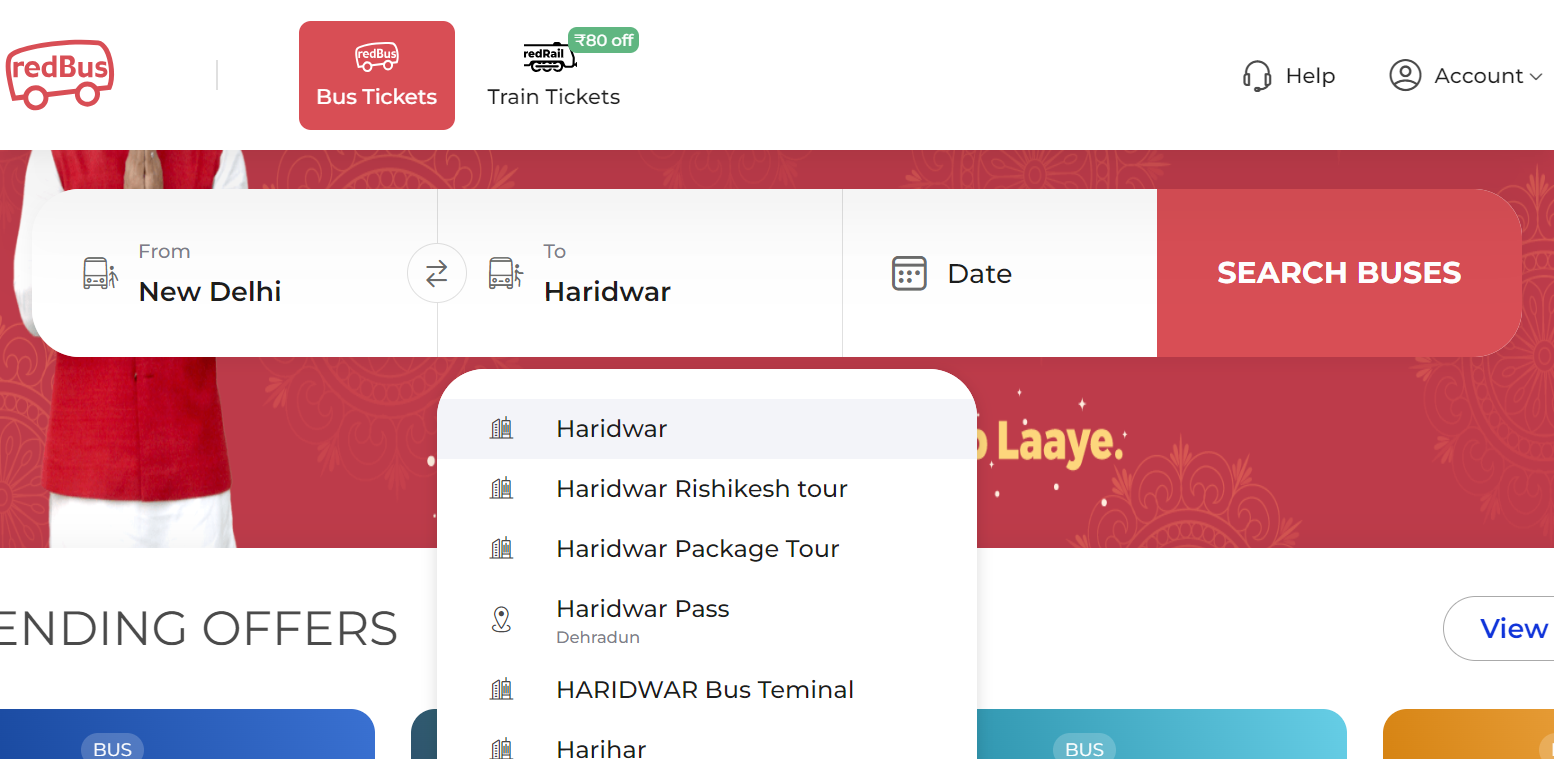 redBus
redBus
Bus Tickets
redRail
₹80 off
Train Tickets
Help
Account
From
New Delhi
To
Haridwar
Date
SEARCH BUSES
Laaye.
Haridwar
Haridwar Rishikesh tour
Haridwar Package Tour
Haridwar Pass
Dehradun
HARIDWAR Bus Teminal
Harihar
ENDING OFFERS
View
BUS
BUS